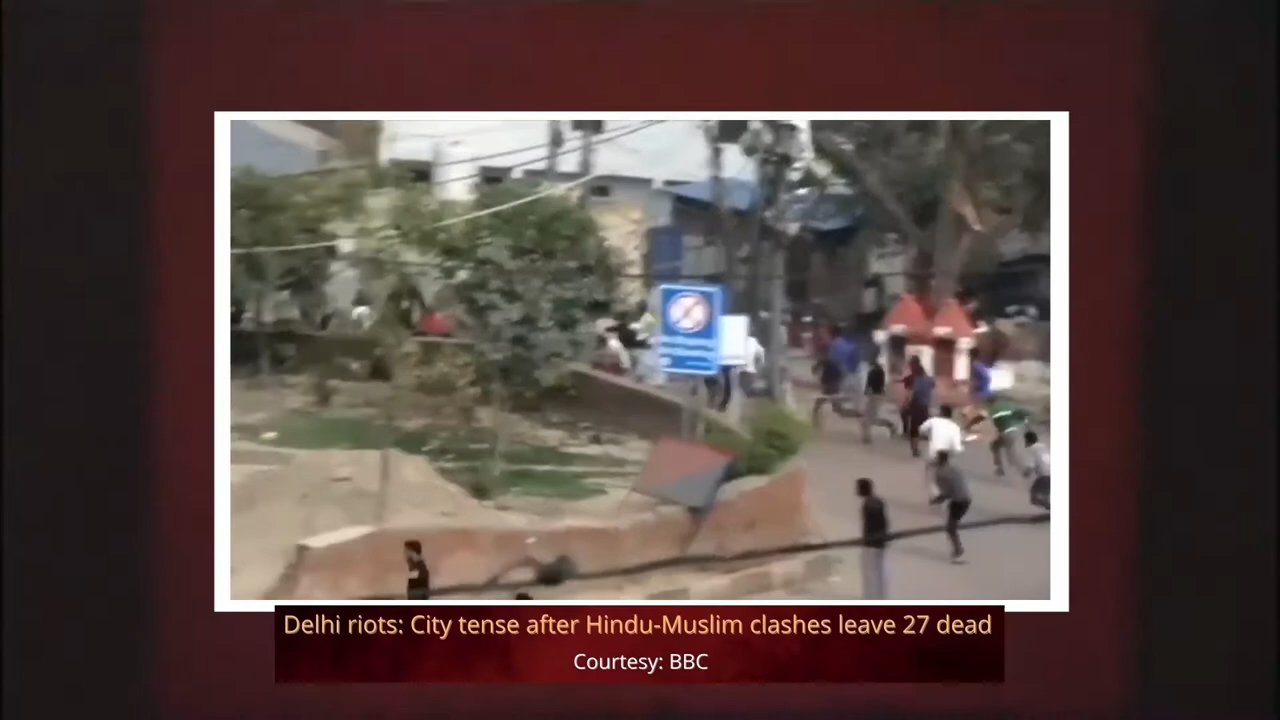 Delhi riots: City tense after Hindu-Muslim clashes leave 27 dead
Courtesy: BBC